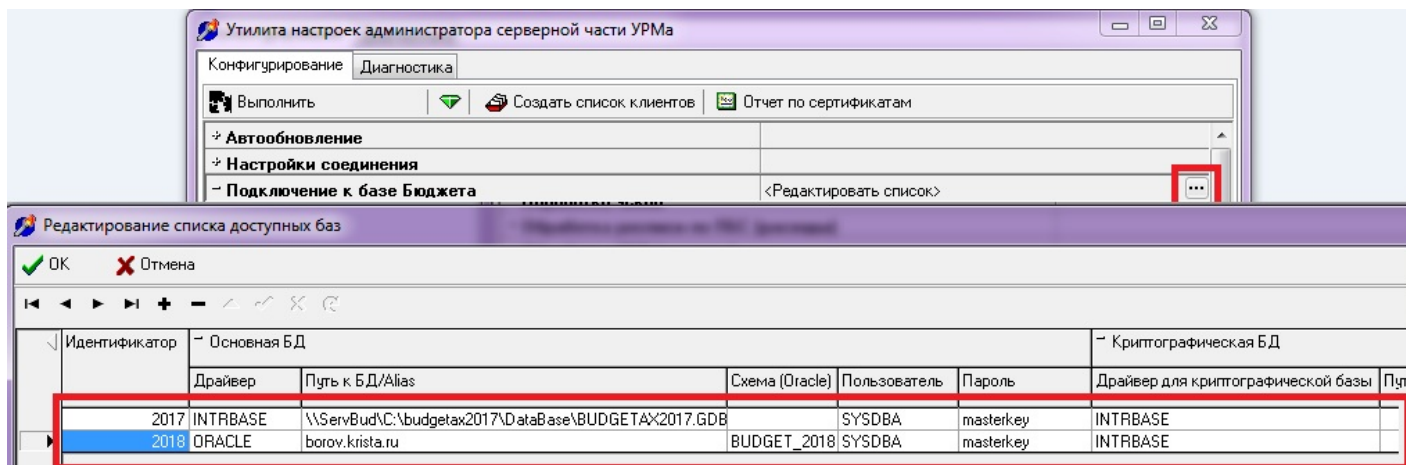 Утилита настроек администратора серверной части УРМа
Конфигурирование Диагностика
Выполнить Создать список клиентов Отчет по сертификатам
Автообновление
Настройки соединения
Подключение к базе Бюджета <Редактировать список> ...
Редактирование списка доступных баз
OK Отмена
Идентификатор Основная БД Криптографическая БД
Драйвер Путь к БД/Alias Схема (Oracle) Пользователь Пароль Драйвер для криптографической базы
2017 INTRBASE \\ServBud\C:\budgetax2017\DataBase\BUDGETAX2017.GDB SYSDBA masterkey INTRBASE
2018 ORACLE borov.krista.ru BUDGET_2018 SYSDBA masterkey INTRBASE